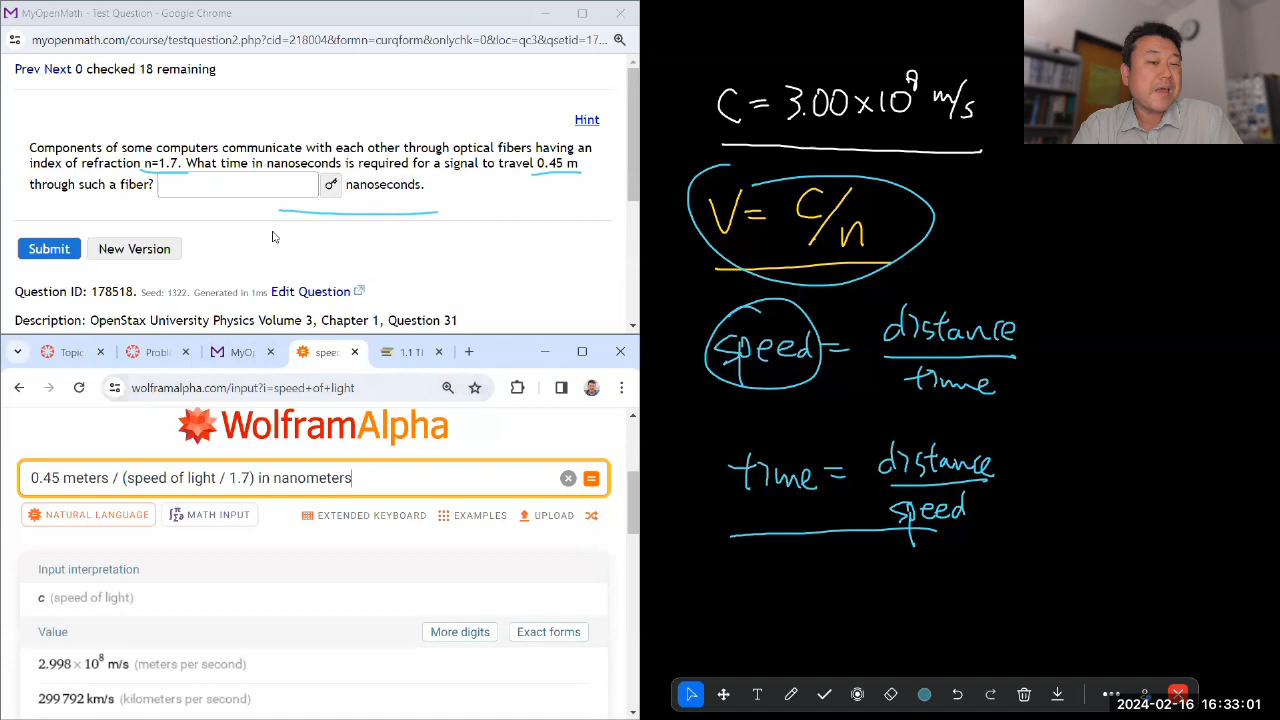 MyOpenMath - Test Question - Google Chrome
myopenmath.com/course/testquestion2.php?cid=218004&formn=curqform&onlychk=0&loc=qc3&qsetid=17...
Prev Next 0 checked 18 remaining
Hint
Components of some computers communicate with each other through optical fibers having an
index of refraction n=1.7. What time in nanoseconds is required for a signal to travel 0.45 m
through such a fiber? nanoseconds.
Submit New Version
Question ID: 178518. Seed: 1322. Generated in 1ms Edit Question
Description: OpenStax University Physics Volume 3, Chapter 1, Question 31
Topic Proble MyOp speed 1.1 Th
wolframalpha.com/input?i=speed+of+light
WolframAlpha
0.45 meters / (speed of light / 1.7) in nanometers
NATURAL LANGUAGE MATH INPUT EXTENDED KEYBOARD EXAMPLES UPLOAD
Input interpretation
c (speed of light)
Value More digits Exact forms
2.998 × 10⁸ m/s (meters per second)
299 792 km/s (kilometers per second)
C = 3.00×10⁸ m/s
V = C/n
speed = distance
time
time = distance
speed
2024-02-16 16:33:01